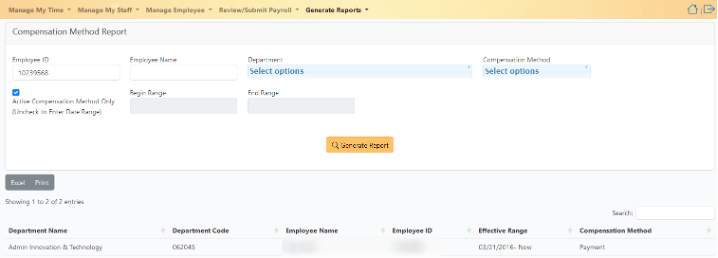 Manage My Time Manage My Staff Manage Employee Review/Submit Payroll Generate Reports
Compensation Method Report
Employee ID Employee Name Department Compensation Method
10239568 Select options Select options
Begin Range End Range
Active Compensation Method Only
(Uncheck to Enter Date Range)
Generate Report
Excel Print
Showing 1 to 2 of 2 entries
Search:
Department Name Department Code Employee Name Employee ID Effective Range Compensation Method
Admin Innovation & Technology 062045 03/21/2016- Now Payment